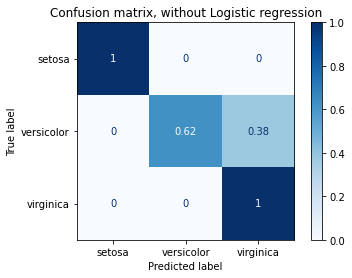 Confusion matrix, without Logistic regression
True label
setosa
versicolor
virginica
1 0 0
0 0.62 0.38
0 0 1
setosa versicolor virginica
Predicted label
1.0
0.8
0.6
0.4
0.2
0.0